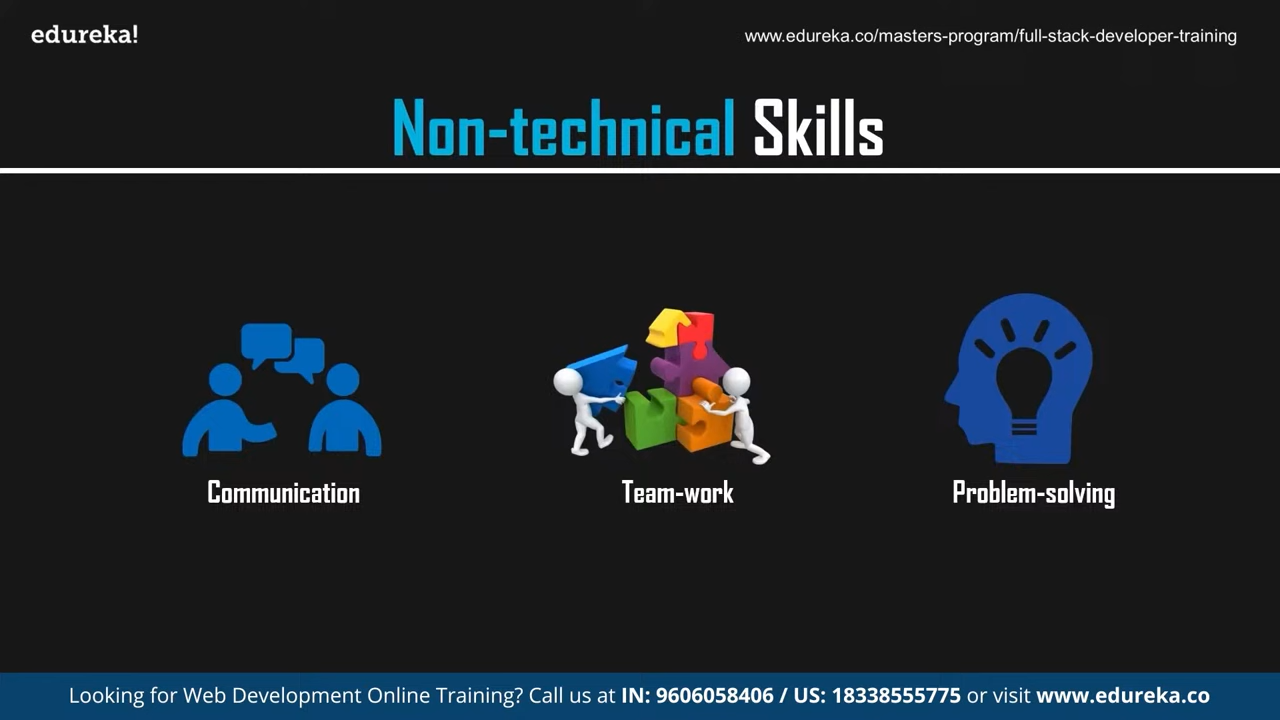 edureka!
www.edureka.co/masters-program/full-stack-developer-training
Non-technical Skills
Communication
Team-work
Problem-solving
Looking for Web Development Online Training? Call us at IN: 9606058406 / US: 18338555775 or visit www.edureka.co